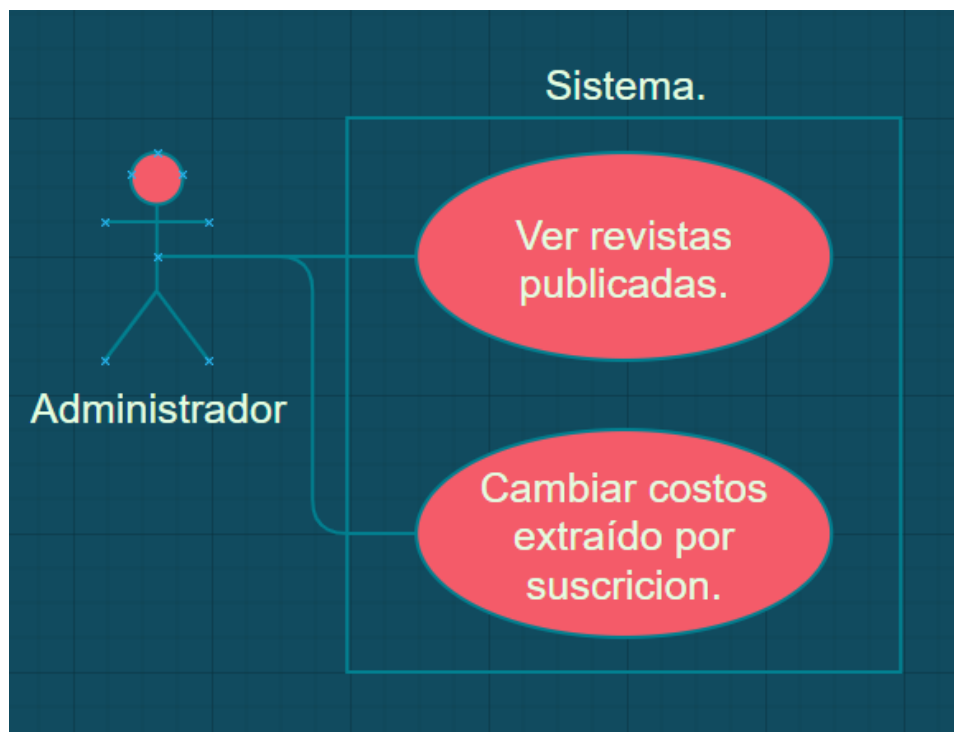 Sistema.
Ver revistas
publicadas.
Administrador
Cambiar costos
extraído por
suscricion.